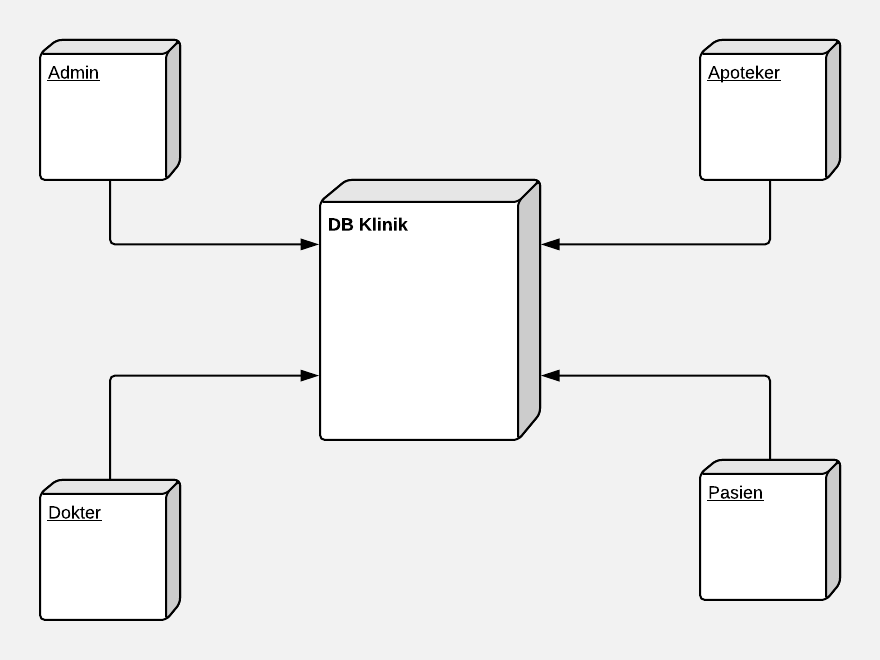 Admin
Apoteker
DB Klinik
Pasien
Dokter